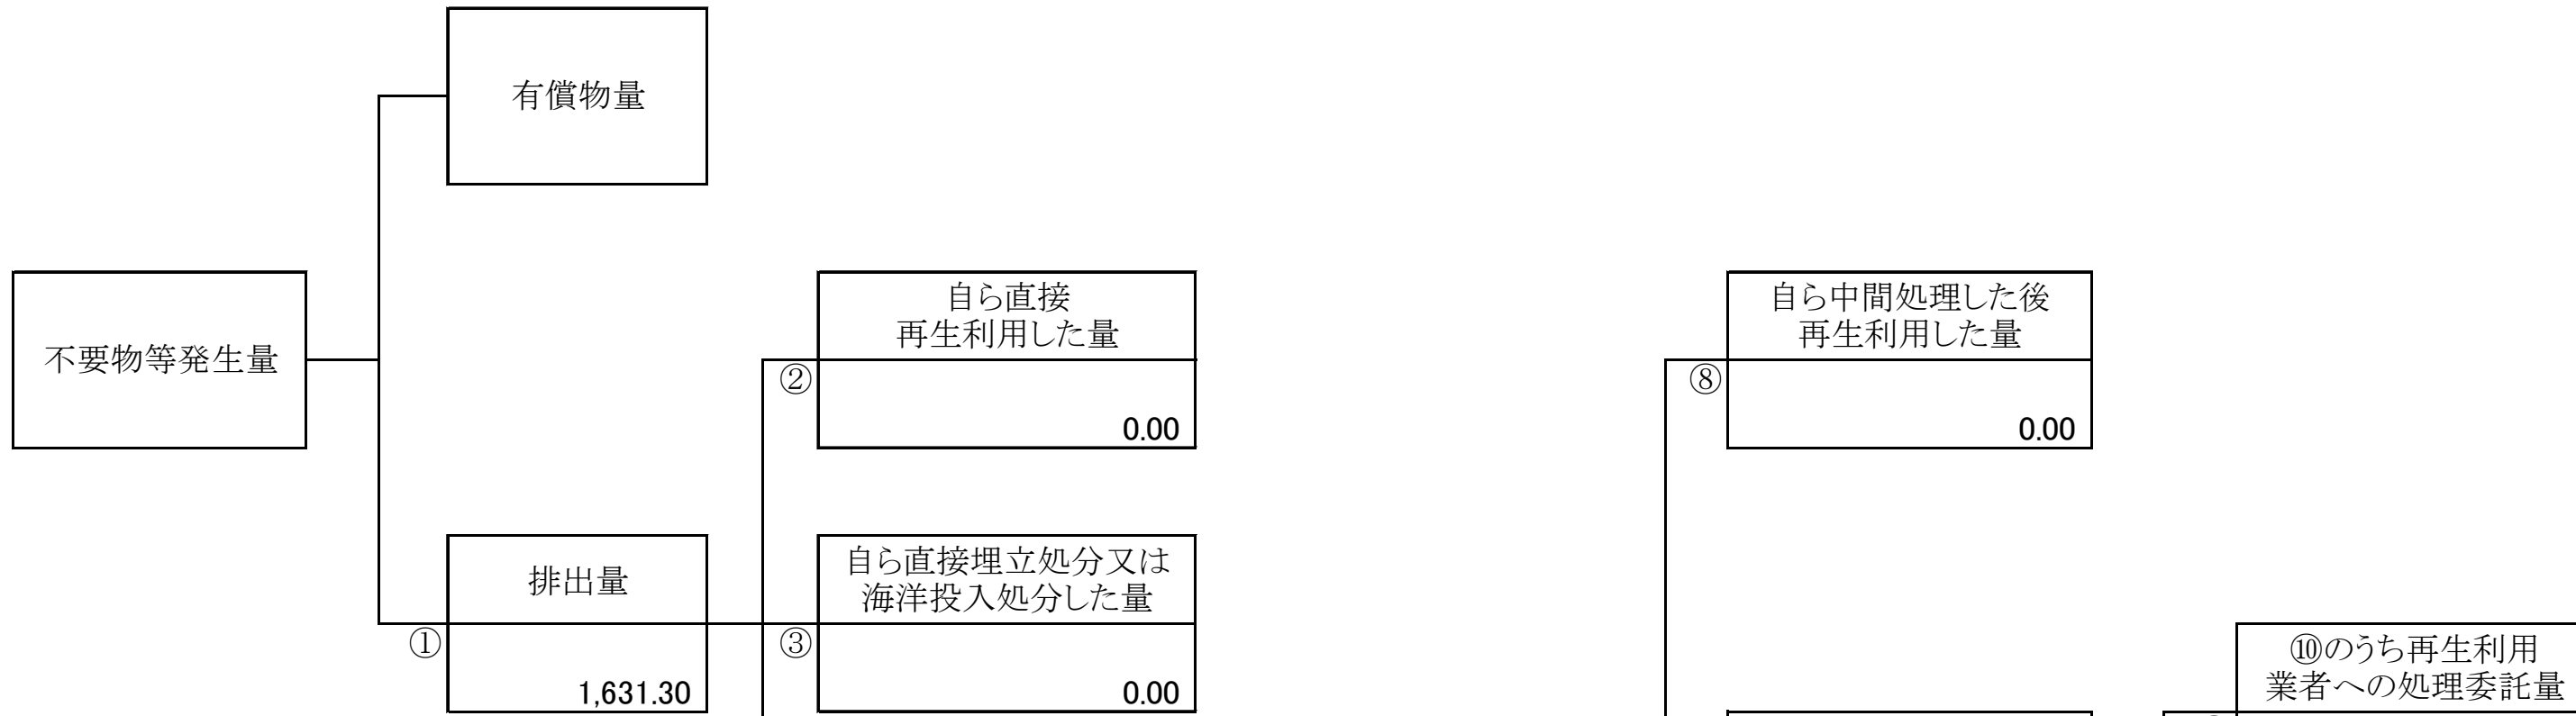 有償物量
不要物等発生量
自ら直接
再生利用した量
②
0.00
自ら中間処理した後
再生利用した量
⑧
0.00
排出量
①
1,631.30
自ら直接埋立処分又は
海洋投入処分した量
③
0.00
⑩のうち再生利用
業者への処理委託量